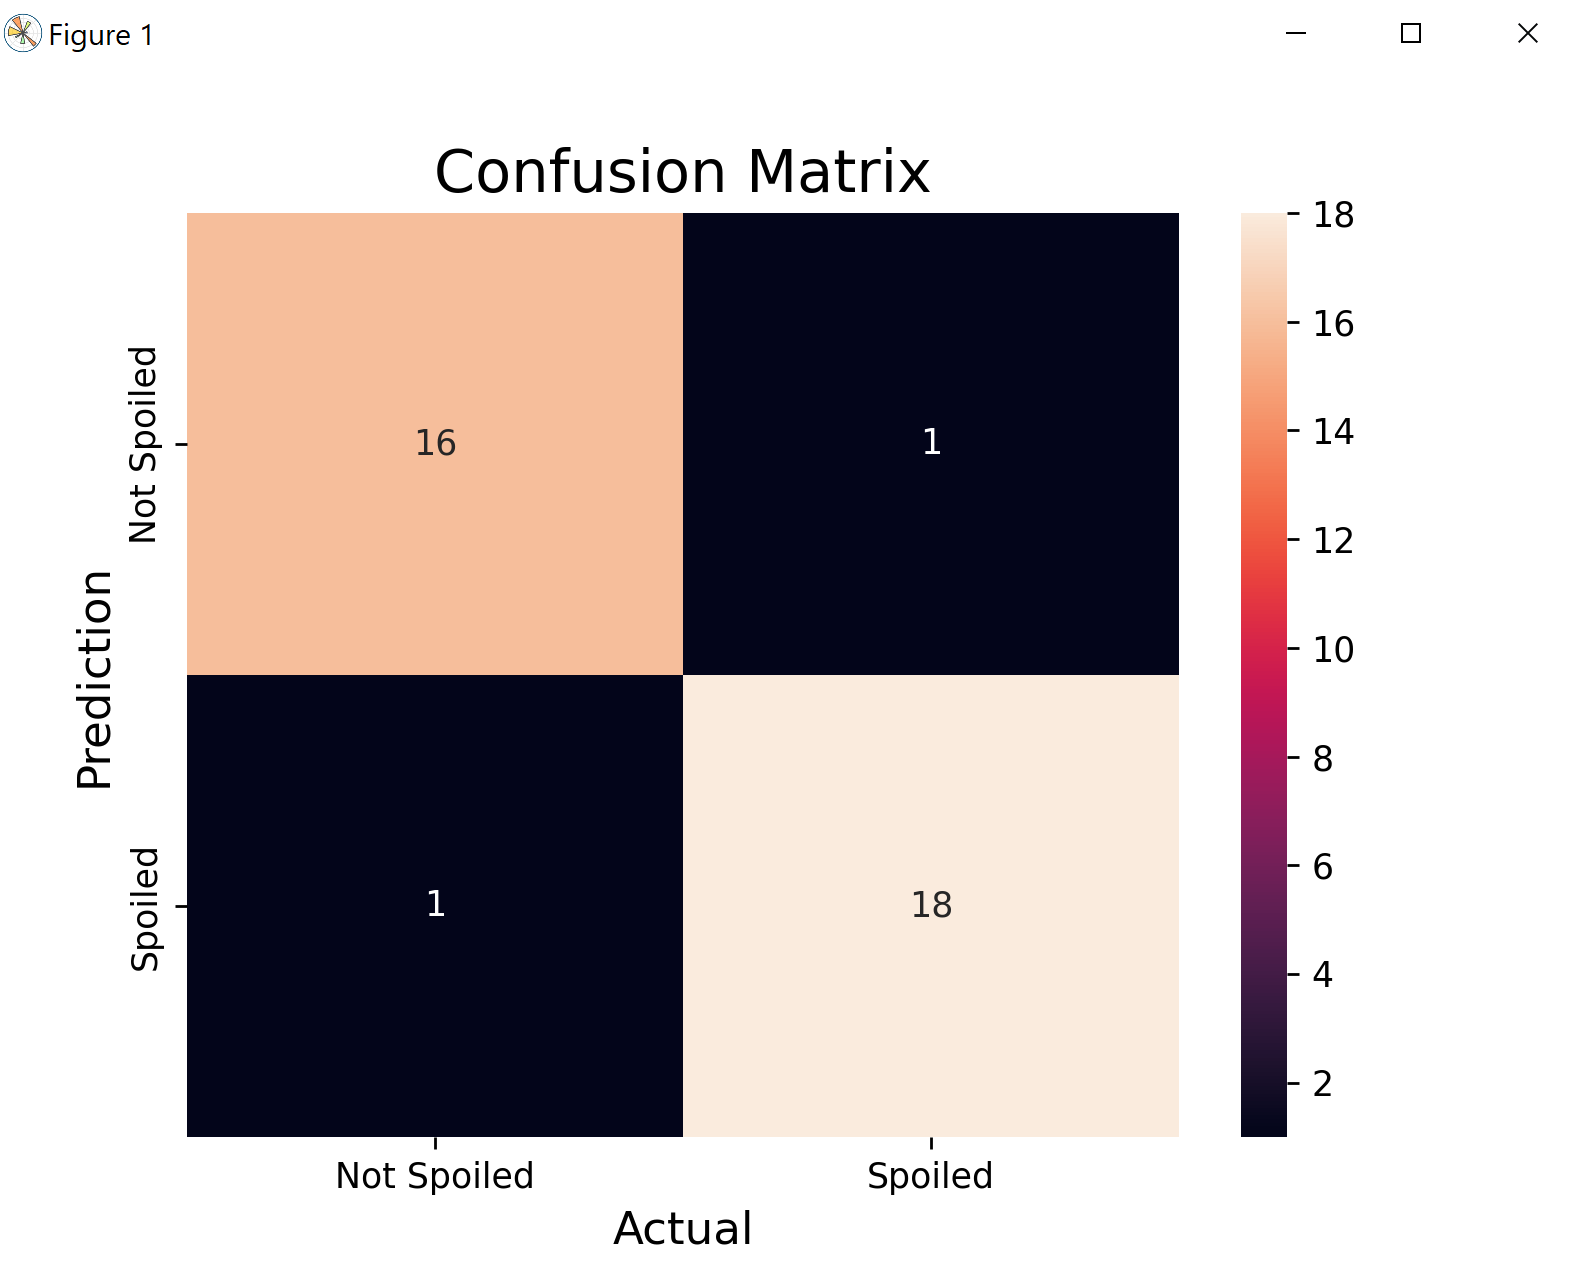 Figure 1
Confusion Matrix
Prediction
Not Spoiled
Spoiled
16
1
1
18
Not Spoiled
Spoiled
Actual
18
16
14
12
10
8
6
4
2